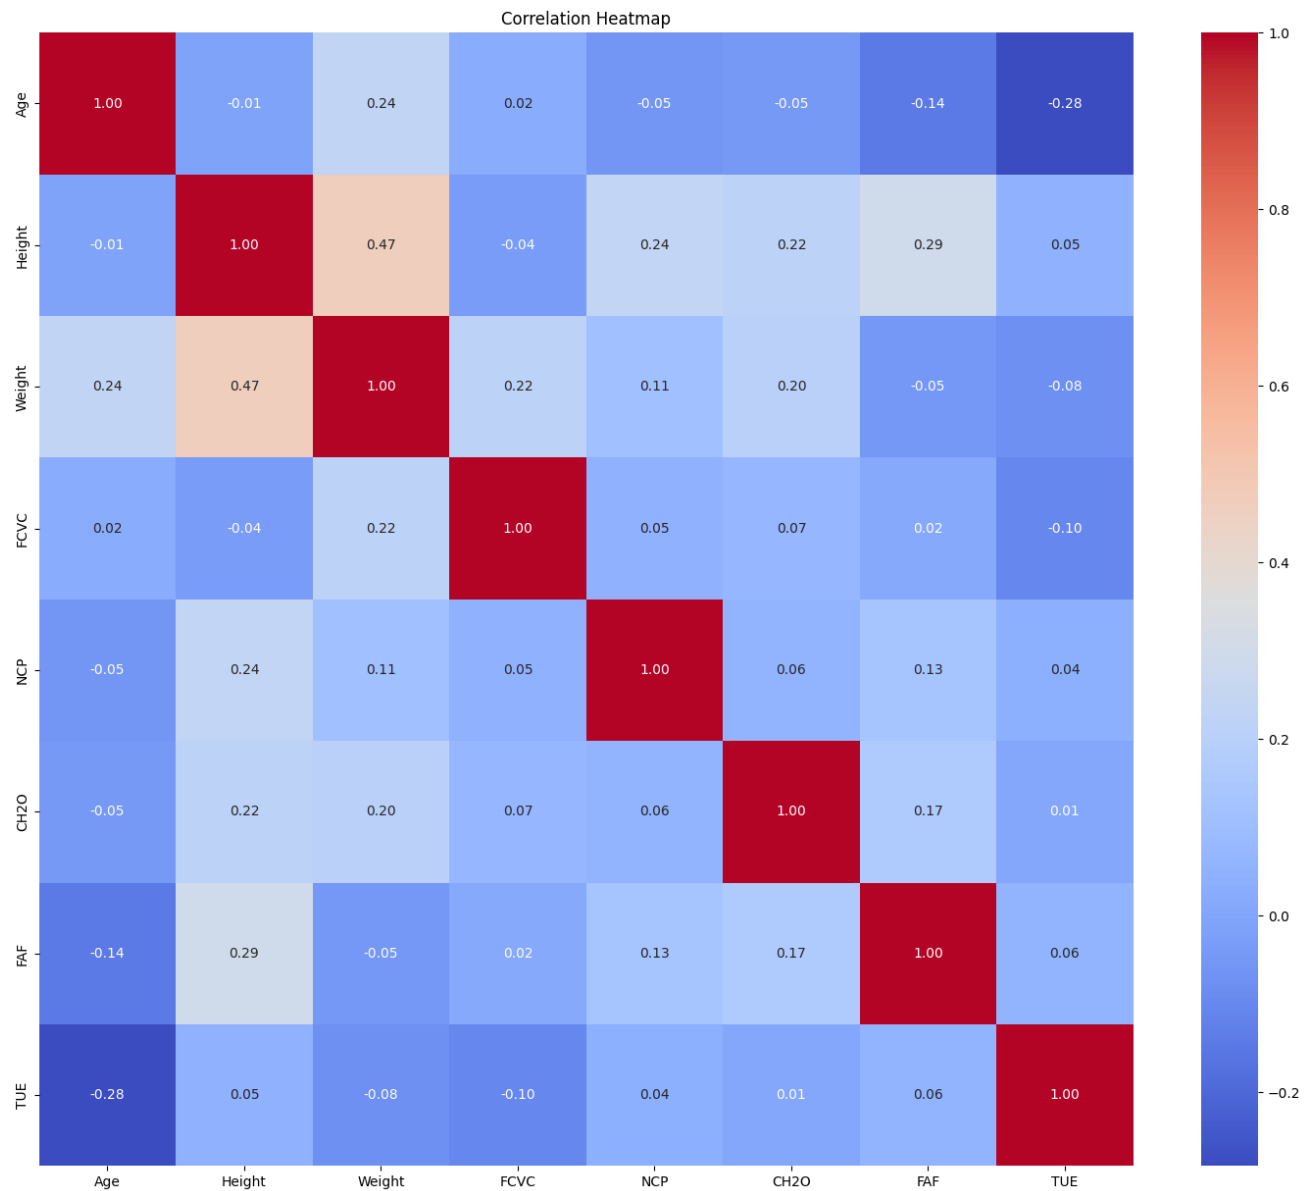 Correlation Heatmap
Age 1.00 -0.01 0.24 0.02 -0.05 -0.05 -0.14 -0.28
Height -0.01 1.00 0.47 -0.04 0.24 0.22 0.29 0.05
Weight 0.24 0.47 1.00 0.22 0.11 0.20 -0.05 -0.08
FCVC 0.02 -0.04 0.22 1.00 0.05 0.07 0.02 -0.10
NCP -0.05 0.24 0.11 0.05 1.00 0.06 0.13 0.04
CH2O -0.05 0.22 0.20 0.07 0.06 1.00 0.17 0.01
FAF -0.14 0.29 -0.05 0.02 0.13 0.17 1.00 0.06
TUE -0.28 0.05 -0.08 -0.10 0.04 0.01 0.06 1.00
Age Height Weight FCVC NCP CH2O FAF TUE
1.0
0.8
0.6
0.4
0.2
0.0
−0.2